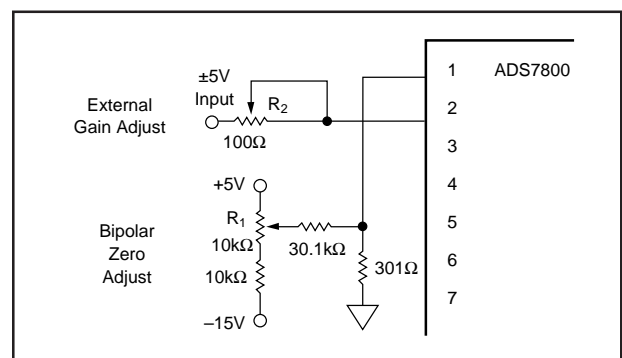 ±5V
Input
R2
External
Gain Adjust
100Ω
+5V
R1
10kΩ
30.1kΩ
Bipolar
Zero
Adjust
10kΩ
301Ω
–15V
1 ADS7800
2
3
4
5
6
7